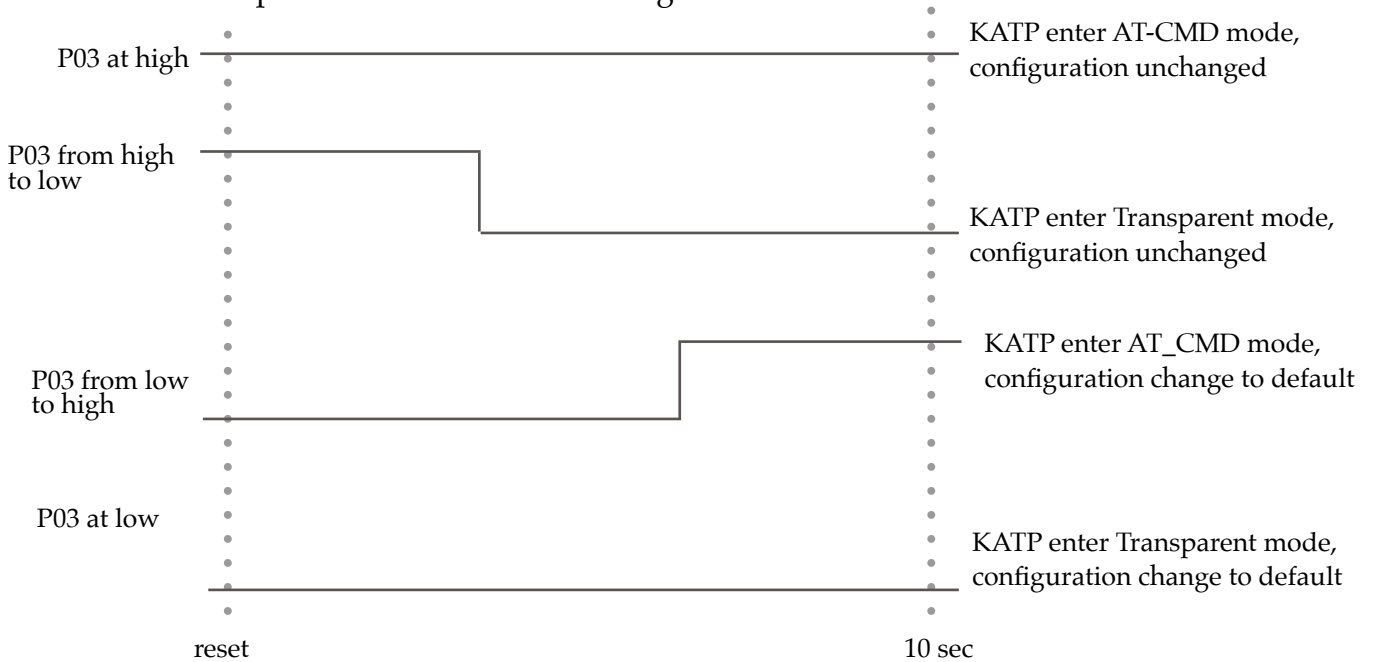 P03 at high
KATP enter AT-CMD mode,
configuration unchanged
P03 from high
to low
KATP enter Transparent mode,
configuration unchanged
P03 from low
to high
KATP enter AT_CMD mode,
configuration change to default
P03 at low
KATP enter Transparent mode,
configuration change to default
reset
10 sec